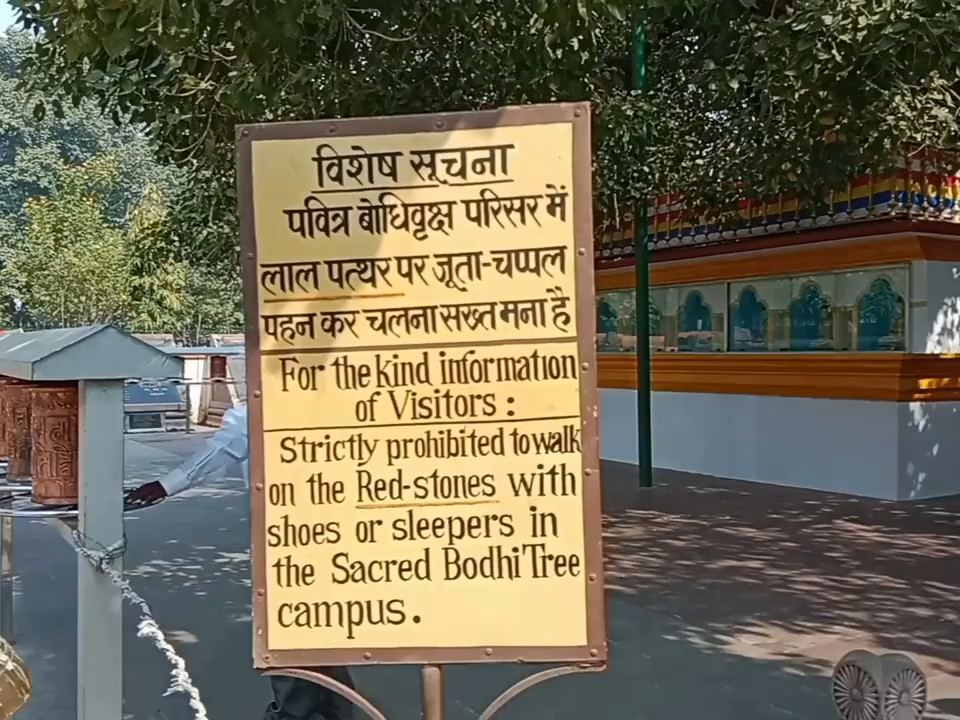 विशेष सूचना
पवित्र बोधिवृक्ष परिसर में
लाल पत्थर पर जूता-चप्पल
पहन कर चलना सख्त मना है
For the kind information
of Visitors :
Strictly prohibited to walk
on the Red-stones with
shoes or sleepers in
the Sacred Bodhi Tree
campus.